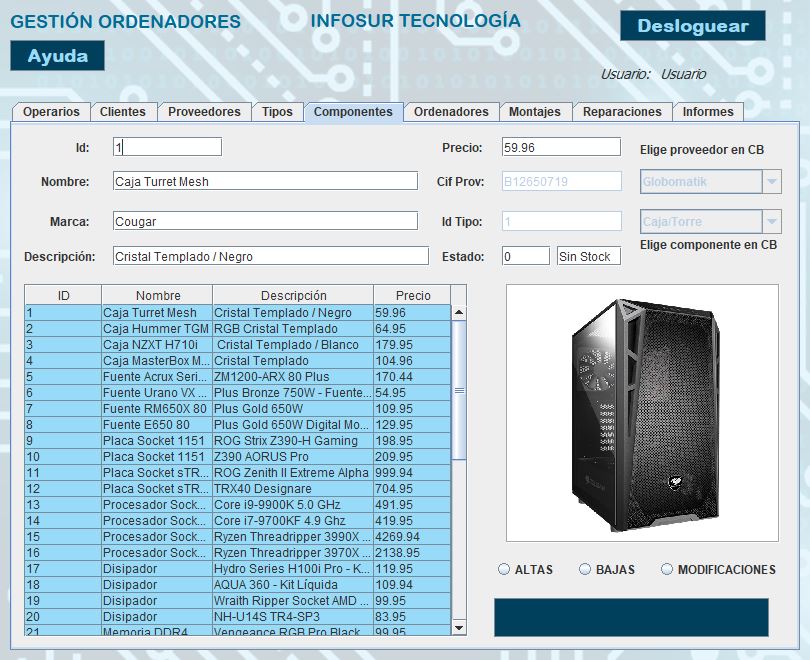 GESTIÓN ORDENADORES
INFOSUR TECNOLOGÍA
Desloguear
Ayuda
Usuario: Usuario
Operarios Clientes Proveedores Tipos Componentes Ordenadores Montajes Reparaciones Informes
Id: 1 Precio: 59.96 Elige proveedor en CB
Nombre: Caja Turret Mesh Cif Prov: B12650719 Globomatik
Marca: Cougar Id Tipo: 1 Caja/Torre
Elige componente en CB
Descripción: Cristal Templado / Negro Estado: 0 Sin Stock
ID Nombre Descripción Precio
1 Caja Turret Mesh Cristal Templado / Negro 59.96
2 Caja Hummer TGM RGB Cristal Templado 64.95
3 Caja NZXT H710i Cristal Templado / Blanco 179.95
4 Caja MasterBox M... Cristal Templado 104.96
5 Fuente Acrux Seri... ZM1200-ARX 80 Plus 170.44
6 Fuente Urano VX ... Plus Bronze 750W - Fuente... 54.95
7 Fuente RM650X 80 Plus Gold 650W 109.95
8 Fuente E650 80 Plus Gold 650W Digital Mo... 129.95
9 Placa Socket 1151 ROG Strix Z390-H Gaming 198.95
10 Placa Socket 1151 Z390 AORUS Pro 209.95
11 Placa Socket sTR... ROG Zenith II Extreme Alpha 999.94
12 Placa Socket sTR... TRX40 Designare 704.95
13 Procesador Sock... Core i9-9900K 5.0 GHz 491.95
14 Procesador Sock... Core i7-9700KF 4.9 Ghz 419.95
15 Procesador Sock... Ryzen Threadripper 3990X ... 4269.94
16 Procesador Sock... Ryzen Threadripper 3970X ... 2138.95
17 Disipador Hydro Series H100i Pro - K... 119.95
18 Disipador AQUA 360 - Kit Líquida 109.94
19 Disipador Wraith Ripper Socket AMD ... 99.95
20 Disipador NH-U14S TR4-SP3 83.95
21 Memoria DDR4 Vengeance RGB Pro Black 99.95
ALTAS BAJAS MODIFICACIONES